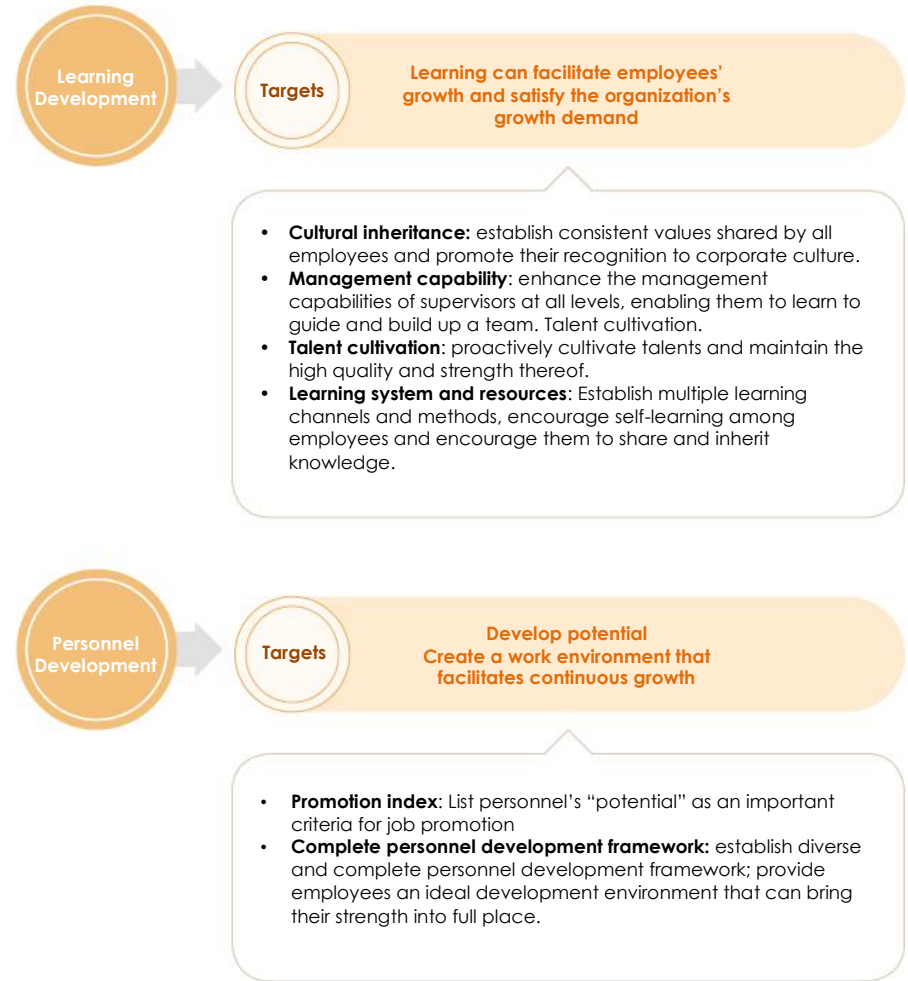 Learning
Development
Targets
Learning can facilitate employees’
growth and satisfy the organization’s
growth demand
• Cultural inheritance: establish consistent values shared by all
employees and promote their recognition to corporate culture.
• Management capability: enhance the management
capabilities of supervisors at all levels, enabling them to learn to
guide and build up a team. Talent cultivation.
• Talent cultivation: proactively cultivate talents and maintain the
high quality and strength thereof.
• Learning system and resources: Establish multiple learning
channels and methods, encourage self-learning among
employees and encourage them to share and inherit
knowledge.
Personnel
Development
Targets
Develop potential
Create a work environment that
facilitates continuous growth
• Promotion index: List personnel’s “potential” as an important
criteria for job promotion
• Complete personnel development framework: establish diverse
and complete personnel development framework; provide
employees an ideal development environment that can bring
their strength into full place.